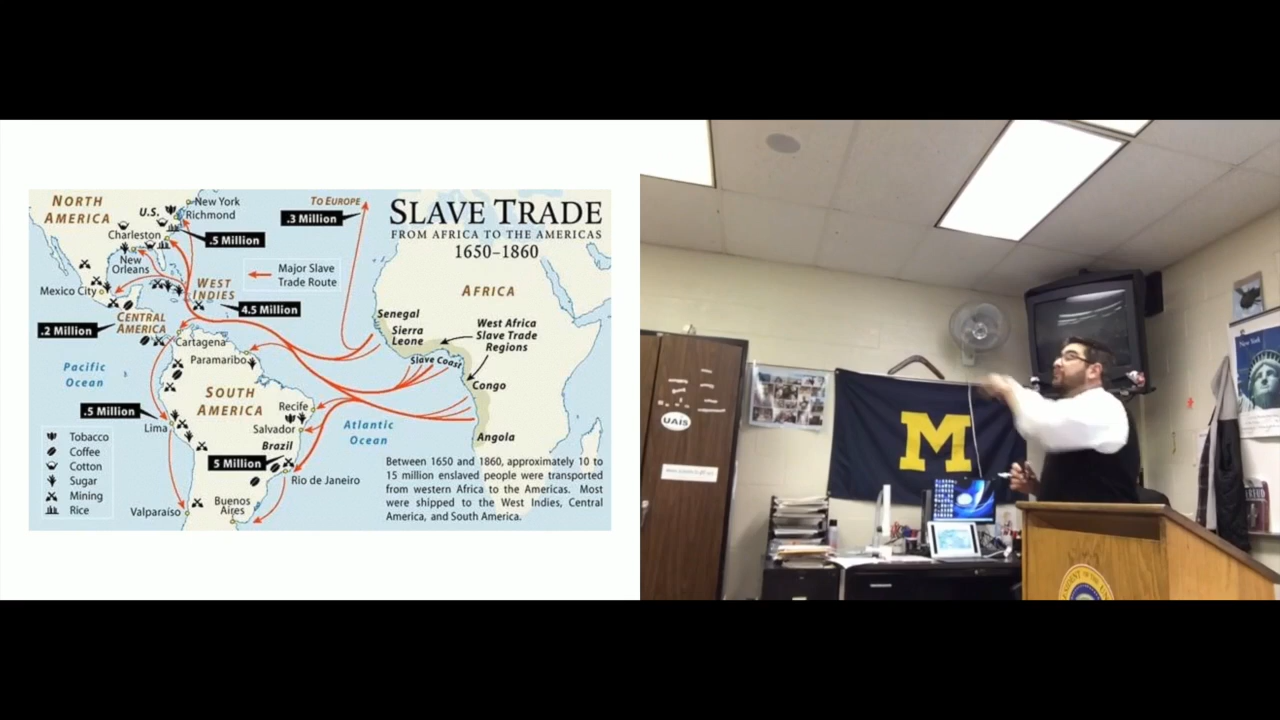 NORTH
AMERICA
U.S.
New York
Richmond
Charleston
.5 Million
New
Orleans
Mexico City
WEST
INDIES
4.5 Million
.2 Million
CENTRAL
AMERICA
Cartagena
Paramaribo
Pacific
Ocean
SOUTH
AMERICA
.5 Million
Lima
Recife
Salvador
Brazil
5 Million
Rio de Janeiro
Buenos
Aires
Valparaíso
Tobacco
Coffee
Cotton
Sugar
Mining
Rice
TO EUROPE
.3 Million
Major Slave
Trade Route
SLAVE TRADE
FROM AFRICA TO THE AMERICAS
1650–1860
AFRICA
Senegal
Sierra
Leone
West Africa
Slave Trade
Regions
Slave Coast
Congo
Angola
Atlantic
Ocean
Between 1650 and 1860, approximately 10 to
15 million enslaved people were transported
from western Africa to the Americas. Most
were shipped to the West Indies, Central
America, and South America.
UAIS
M
New York